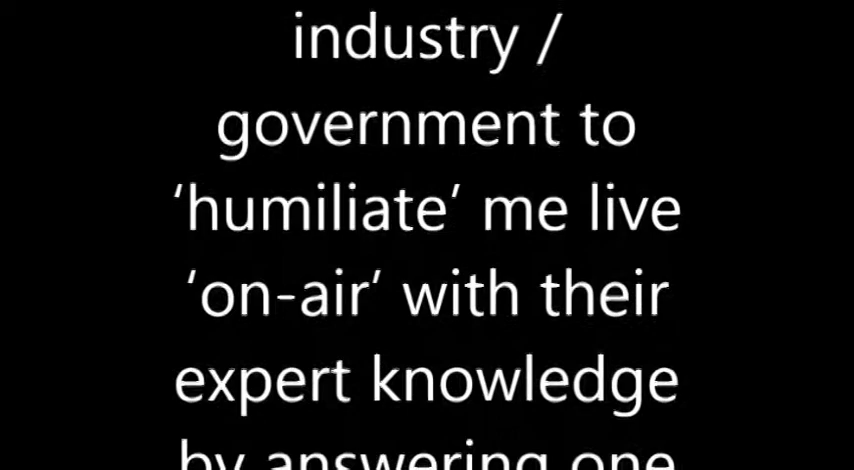 industry /
government to
‘humiliate’ me live
‘on-air’ with their
expert knowledge
by answering one